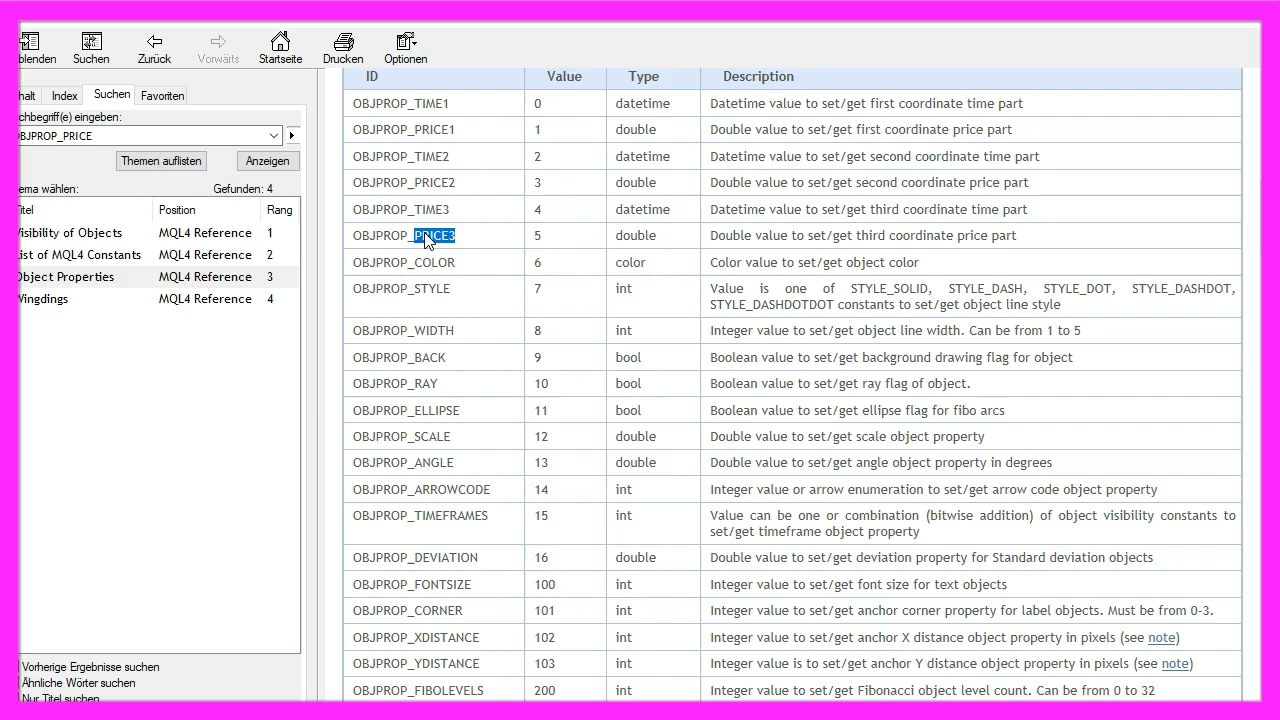 blenden Suchen Zurück Vorwärts Startseite Drucken Optionen
halt Index Suchen Favoriten
chbegriff(e) eingeben:
BJPROP_PRICE
Themen auflisten Anzeigen
ema wählen: Gefunden: 4
Titel Position Rang
isibility of Objects MQL4 Reference 1
ist of MQL4 Constants MQL4 Reference 2
Object Properties MQL4 Reference 3
Wingdings MQL4 Reference 4
Vorherige Ergebnisse suchen
Ähnliche Wörter suchen
Nur Titel suchen
ID Value Type Description
OBJPROP_TIME1 0 datetime Datetime value to set/get first coordinate time part
OBJPROP_PRICE1 1 double Double value to set/get first coordinate price part
OBJPROP_TIME2 2 datetime Datetime value to set/get second coordinate time part
OBJPROP_PRICE2 3 double Double value to set/get second coordinate price part
OBJPROP_TIME3 4 datetime Datetime value to set/get third coordinate time part
OBJPROP_PRICE3 5 double Double value to set/get third coordinate price part
OBJPROP_COLOR 6 color Color value to set/get object color
OBJPROP_STYLE 7 int Value is one of STYLE_SOLID, STYLE_DASH, STYLE_DOT, STYLE_DASHDOT,
STYLE_DASHDOTDOT constants to set/get object line style
OBJPROP_WIDTH 8 int Integer value to set/get object line width. Can be from 1 to 5
OBJPROP_BACK 9 bool Boolean value to set/get background drawing flag for object
OBJPROP_RAY 10 bool Boolean value to set/get ray flag of object.
OBJPROP_ELLIPSE 11 bool Boolean value to set/get ellipse flag for fibo arcs
OBJPROP_SCALE 12 double Double value to set/get scale object property
OBJPROP_ANGLE 13 double Double value to set/get angle object property in degrees
OBJPROP_ARROWCODE 14 int Integer value or arrow enumeration to set/get arrow code object property
OBJPROP_TIMEFRAMES 15 int Value can be one or combination (bitwise addition) of object visibility constants to
set/get timeframe object property
OBJPROP_DEVIATION 16 double Double value to set/get deviation property for Standard deviation objects
OBJPROP_FONTSIZE 100 int Integer value to set/get font size for text objects
OBJPROP_CORNER 101 int Integer value to set/get anchor corner property for label objects. Must be from 0-3.
OBJPROP_XDISTANCE 102 int Integer value to set/get anchor X distance object property in pixels (see note)
OBJPROP_YDISTANCE 103 int Integer value is to set/get anchor Y distance object property in pixels (see note)
OBJPROP_FIBOLEVELS 200 int Integer value to set/get Fibonacci object level count. Can be from 0 to 32